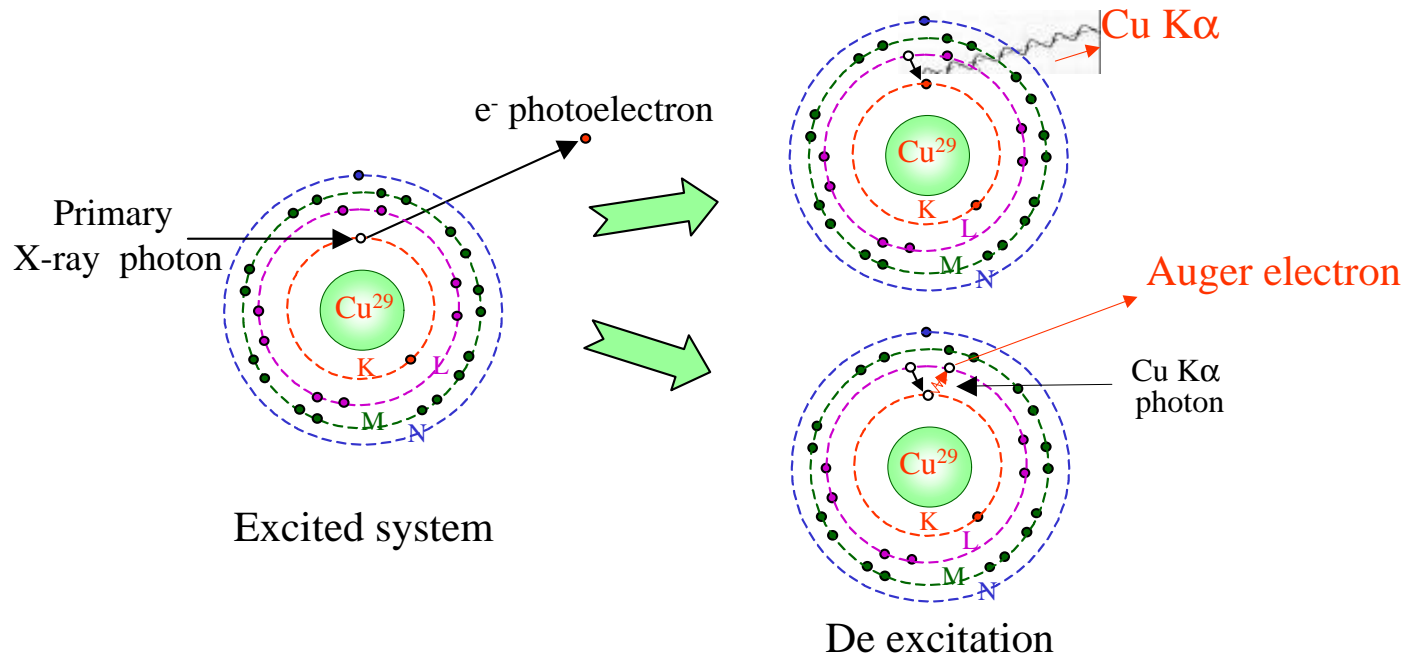 e⁻ photoelectron
Primary
X-ray photon
Cu²⁹
K
L
M
N
Excited system
Cu Kα
Cu²⁹
K
L
M
N
Auger electron
Cu Kα
photon
Cu²⁹
K
L
M
N
De excitation